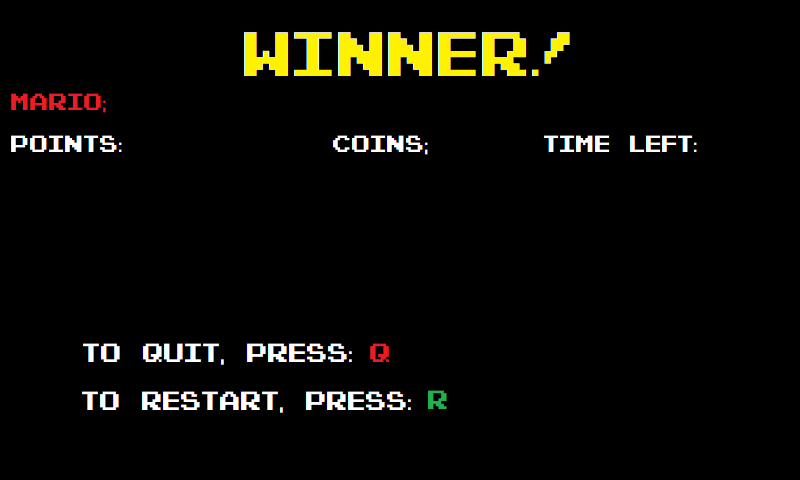 WINNER!
MARIO;
POINTS: COINS; TIME LEFT:
TO QUIT, PRESS: Q
TO RESTART, PRESS: R